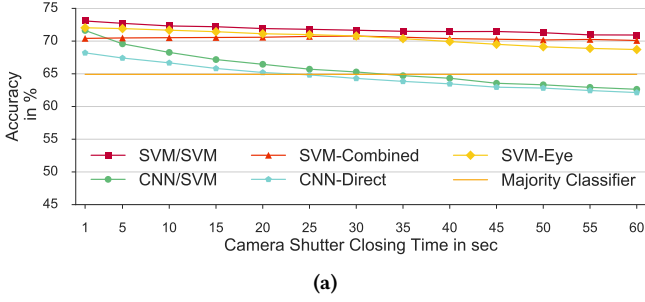 75
70
65
60
55
50
45
Accuracy
in %
SVM/SVM SVM-Combined SVM-Eye
CNN/SVM CNN-Direct Majority Classifier
1 5 10 15 20 25 30 35 40 45 50 55 60
Camera Shutter Closing Time in sec
(a)